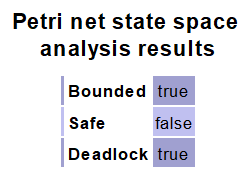 Petri net state space
analysis results
Bounded true
Safe false
Deadlock true